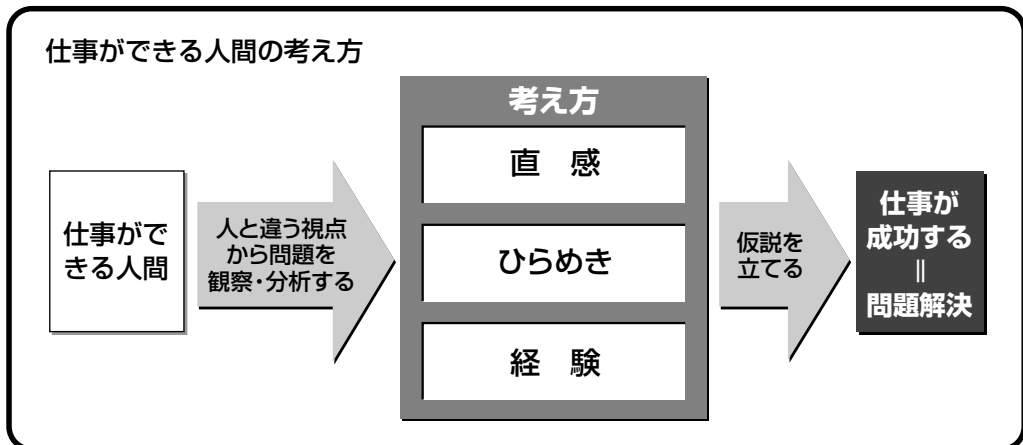 仕事ができる人間の考え方
仕事がで
きる人間
人と違う視点
から問題を
観察・分析する
考え方
直　感
ひらめき
経　験
仮説を
立てる
仕事が
成功する
＝
問題解決